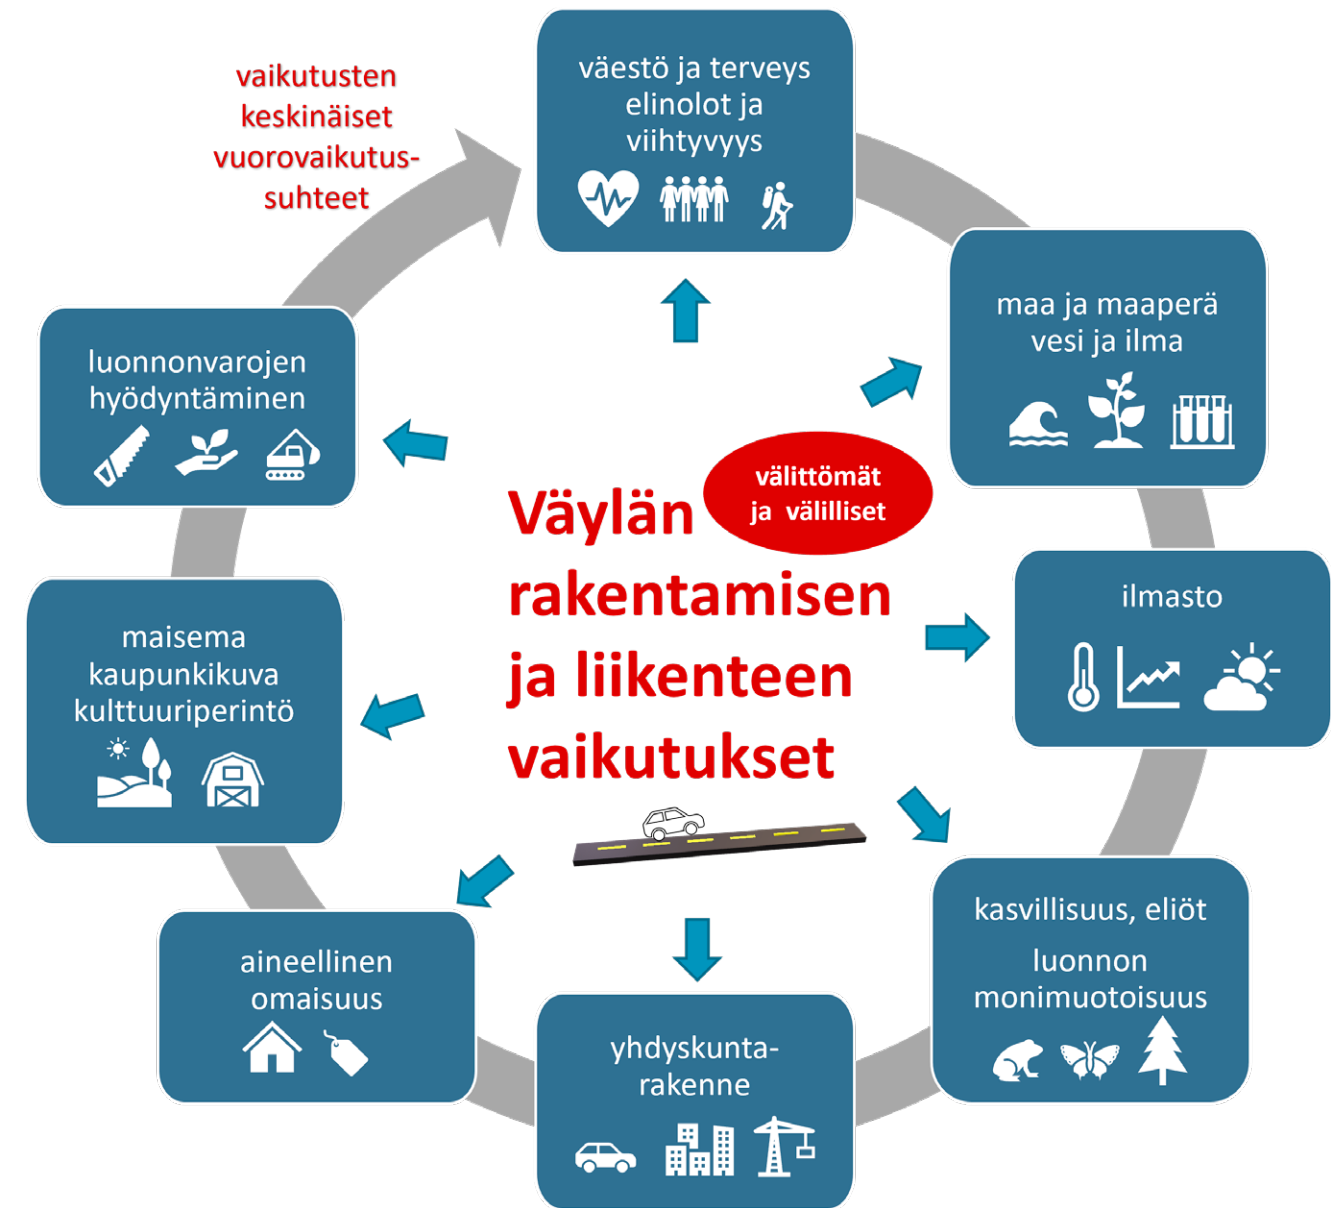 vaikutusten
keskinäiset
vuorovaikutus-
suhteet
väestö ja terveys
elinolot ja
viihtyvyys
maa ja maaperä
vesi ja ilma
ilmasto
kasvillisuus, eliöt
luonnon
monimuotoisuus
yhdyskunta-
rakenne
aineellinen
omaisuus
maisema
kaupunkikuva
kulttuuriperintö
luonnonvarojen
hyödyntäminen
välittömät
ja välilliset
Väylän
rakentamisen
ja liikenteen
vaikutukset